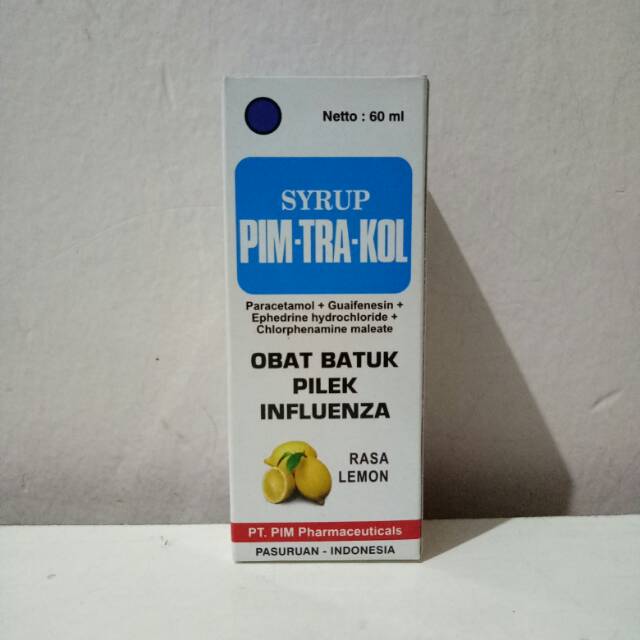 Netto : 60 ml
SYRUP
PIM-TRA-KOL
Paracetamol + Guaifenesin +
Ephedrine hydrochloride +
Chlorphenamine maleate
OBAT BATUK
PILEK
INFLUENZA
RASA
LEMON
PT. PIM Pharmaceuticals
PASURUAN - INDONESIA